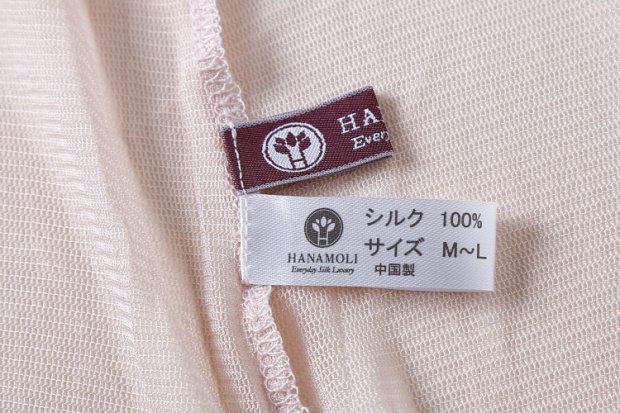 HA
Every
シルク 100%
サイズ M~L
中国製
HANAMOLI
Everyday Silk Luxury